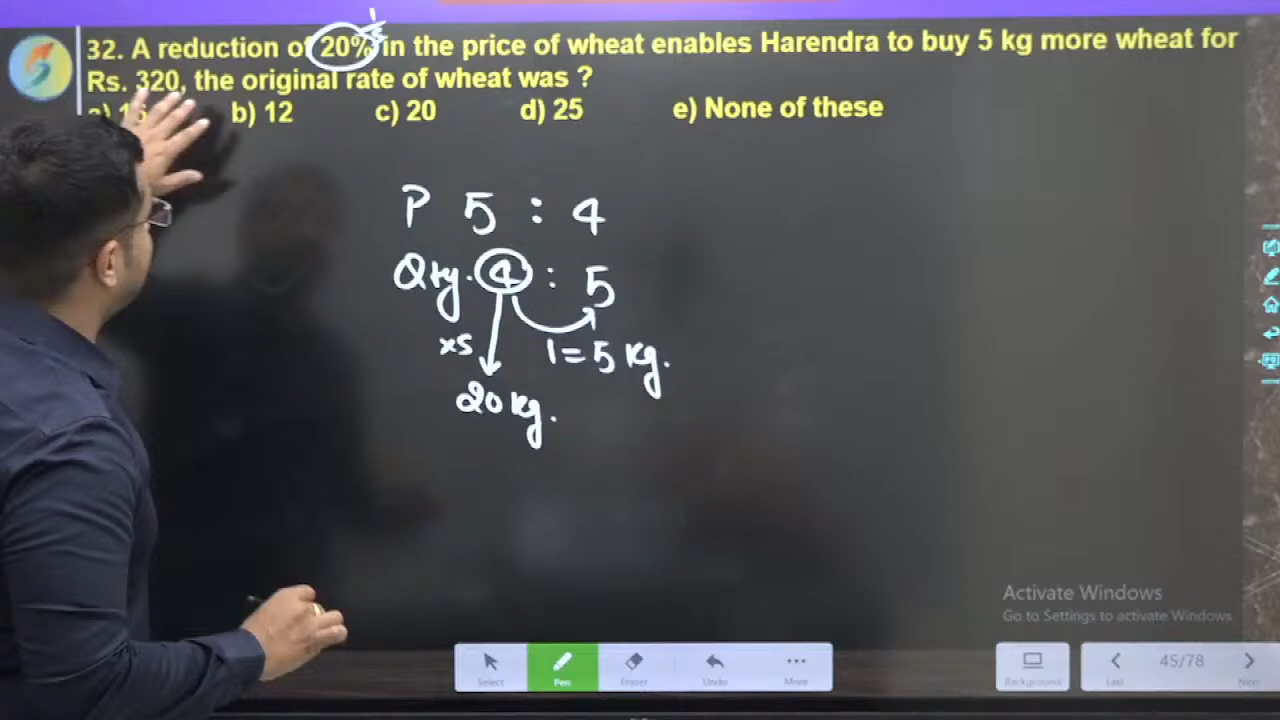 32. A reduction of 20% in the price of wheat enables Harendra to buy 5 kg more wheat for
Rs. 320, the original rate of wheat was ?
b) 12 c) 20 d) 25 e) None of these
P 5 : 4
Qty. 4 : 5
×5 1 = 5 kg.
20 kg.
Activate Windows
Go to Settings to activate Windows
Select Pen Eraser Undo More
Background Last 45/78